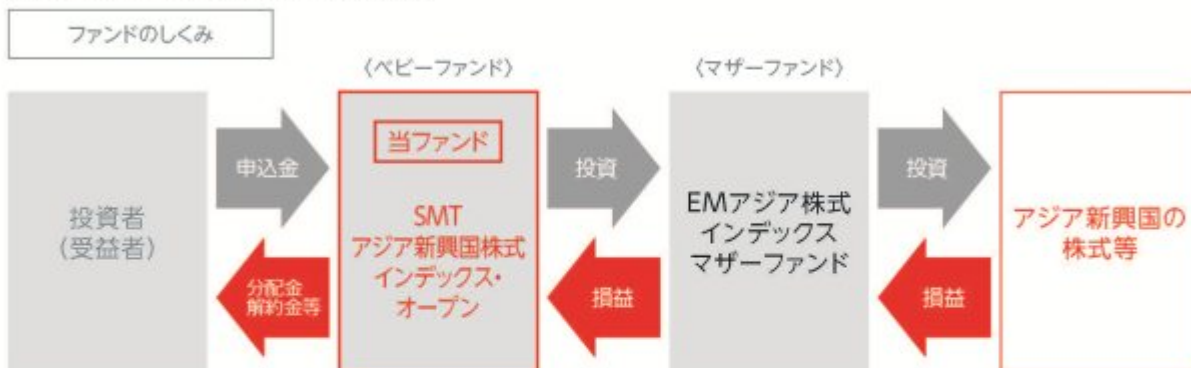 ファンドのしくみ
〈ベビーファンド〉
〈マザーファンド〉
投資者
(受益者)
申込金
分配金
解約金等
当ファンド
SMT
アジア新興国株式
インデックス・
オープン
投資
損益
EMアジア株式
インデックス
マザーファンド
投資
損益
アジア新興国の
株式等